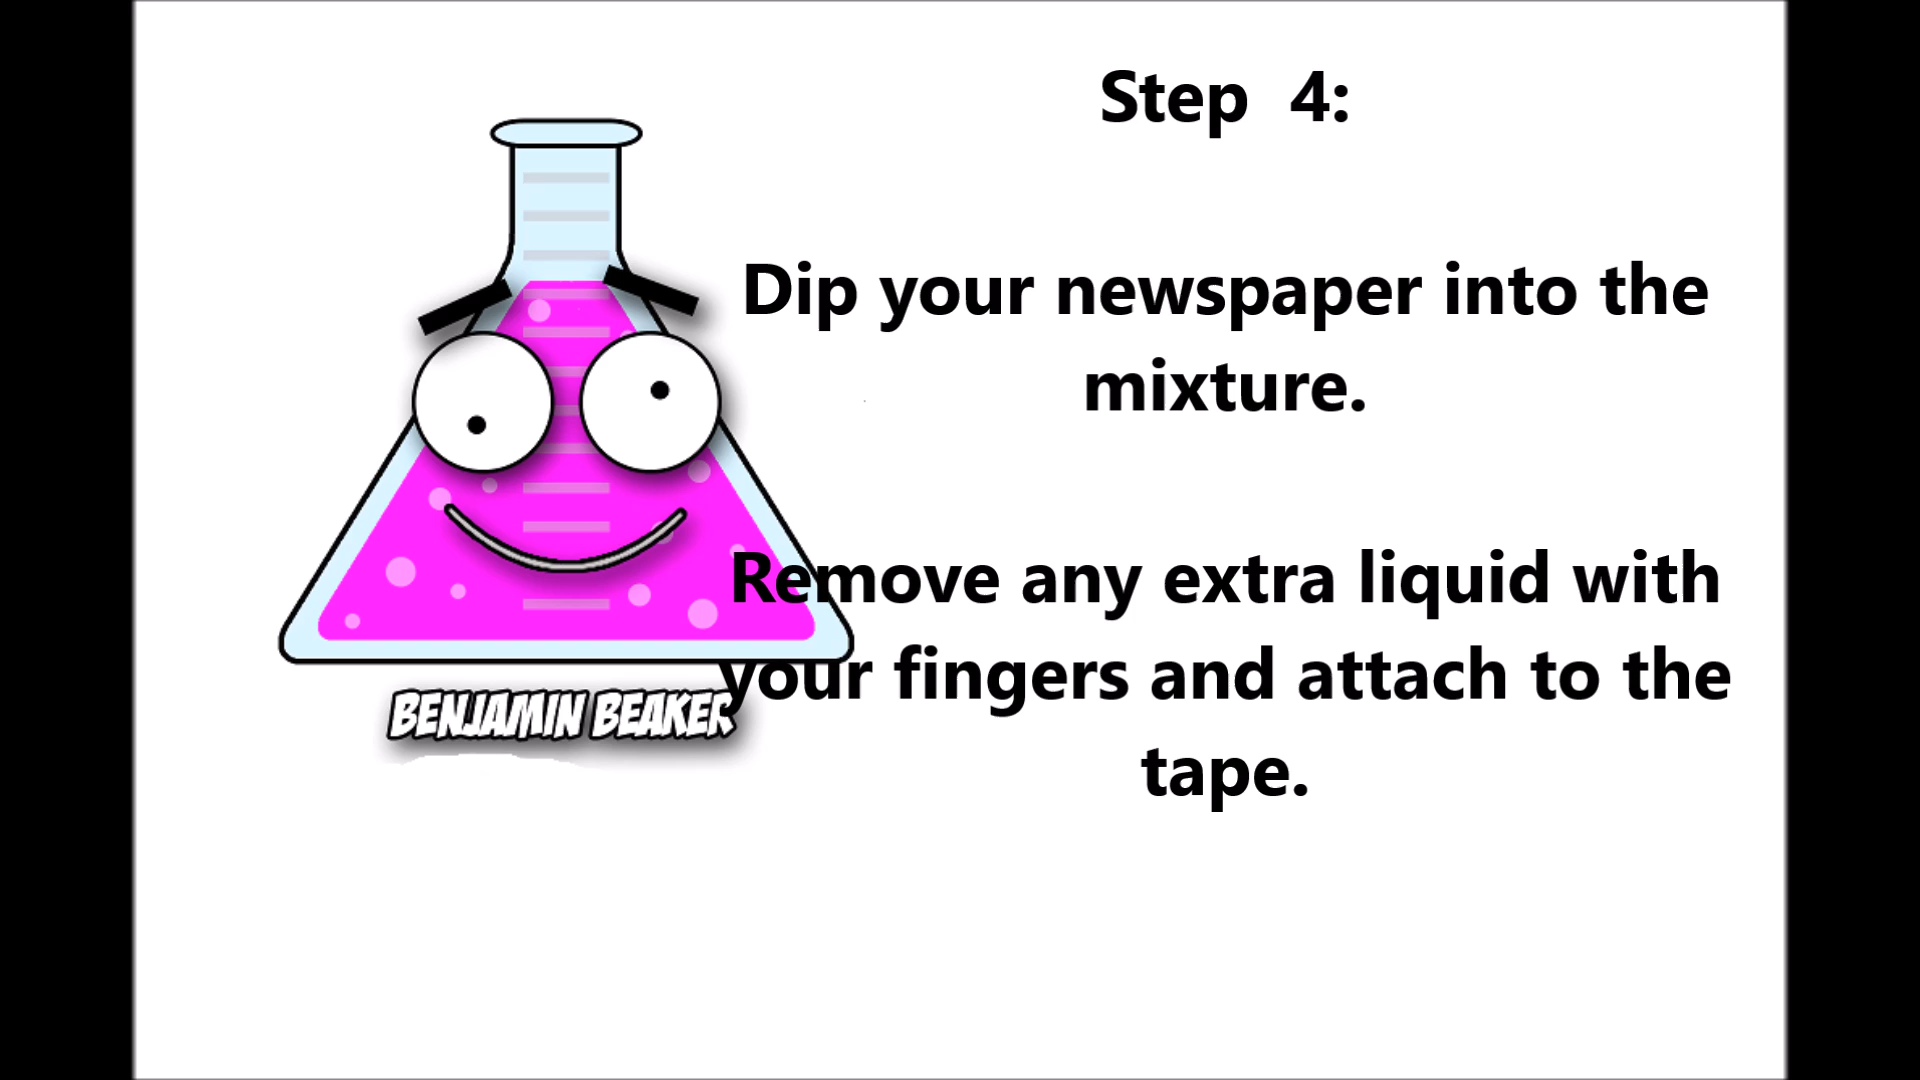 Step 4:
Dip your newspaper into the
mixture.
Remove any extra liquid with
your fingers and attach to the
tape.
BENJAMIN BEAKER